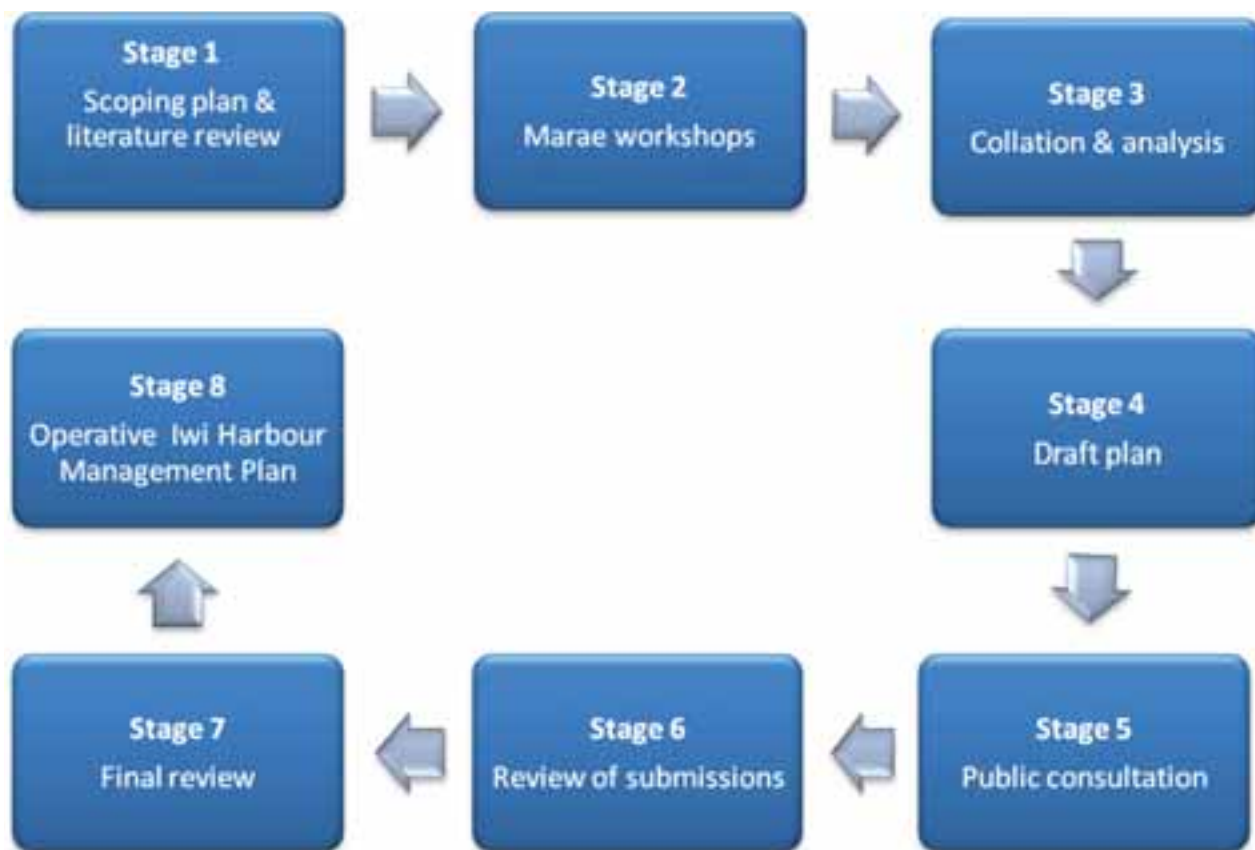 Stage 1
Scoping plan &
literature review
Stage 2
Marae workshops
Stage 3
Collation & analysis
Stage 4
Draft plan
Stage 5
Public consultation
Stage 6
Review of submissions
Stage 7
Final review
Stage 8
Operative Iwi Harbour
Management Plan